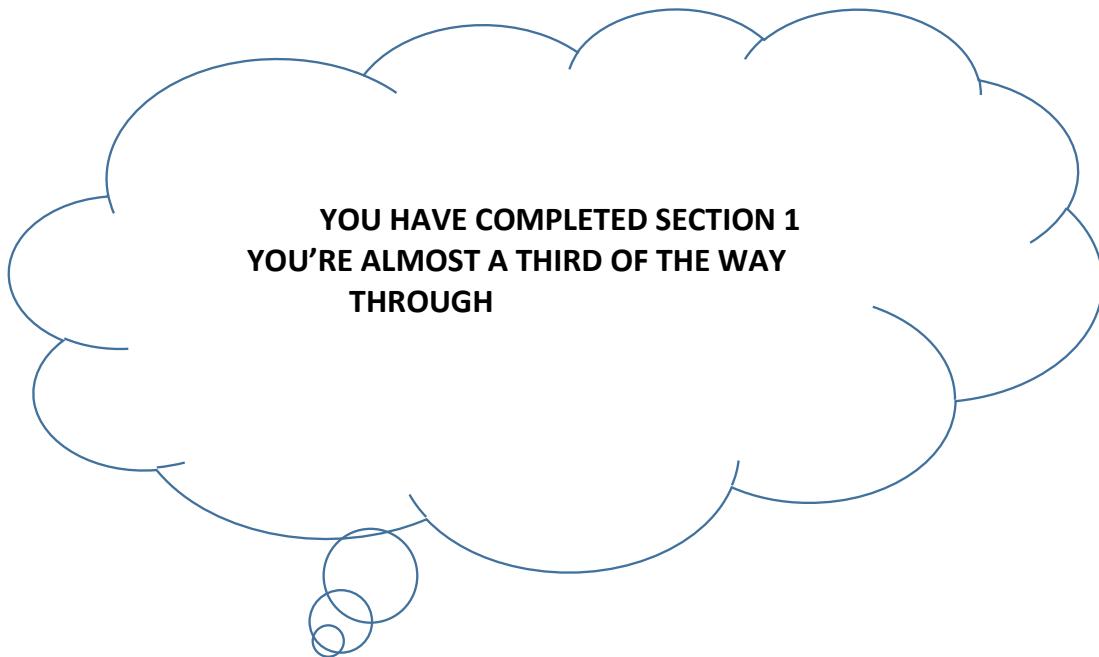 YOU HAVE COMPLETED SECTION 1
YOU’RE ALMOST A THIRD OF THE WAY
THROUGH